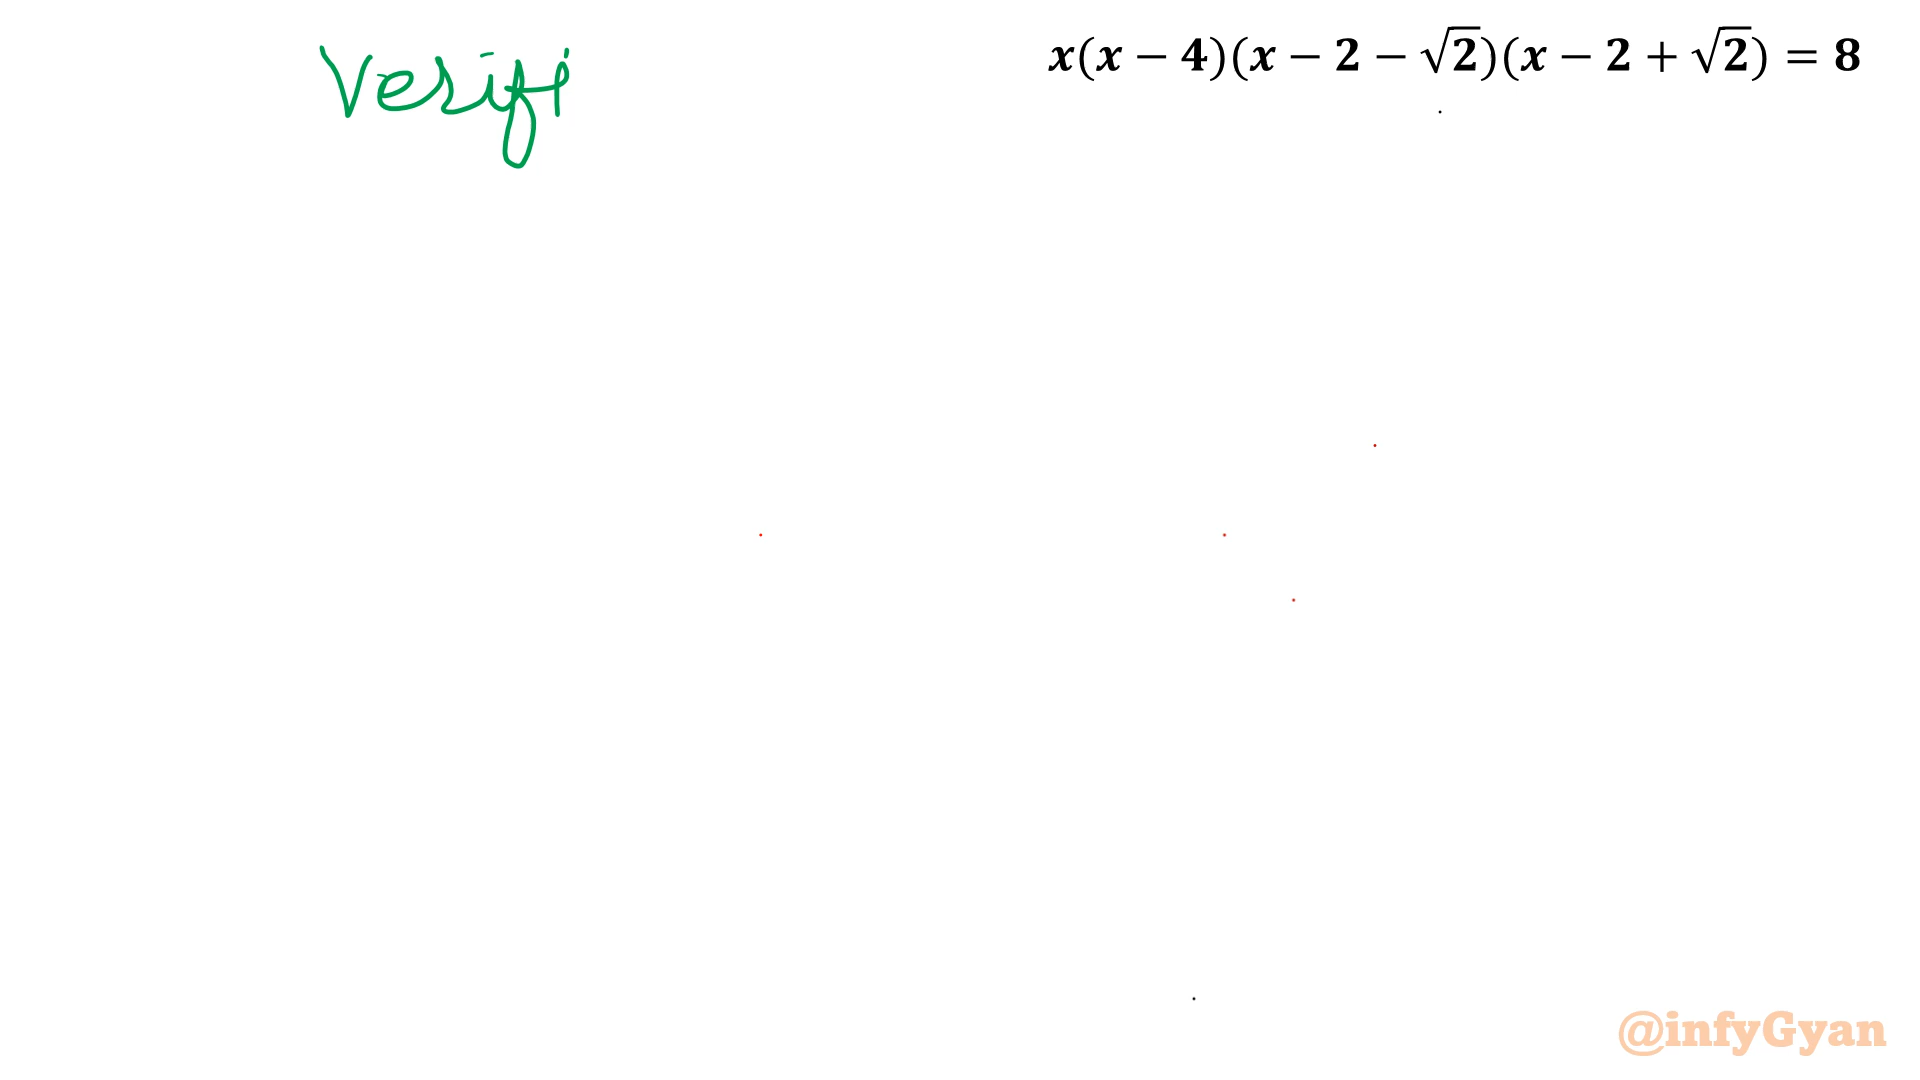 Verifi
x(x − 4)(x − 2 − √2)(x − 2 + √2) = 8
@infyGyan